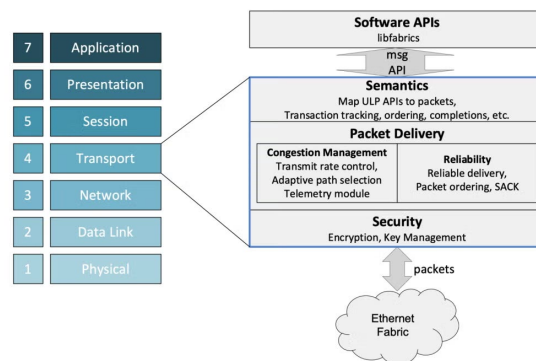 7 Application
6 Presentation
5 Session
4 Transport
3 Network
2 Data Link
1 Physical
Software APIs
libfabrics
msg
API
Semantics
Map ULP APIs to packets,
Transaction tracking, ordering, completions, etc.
Packet Delivery
Congestion Management
Transmit rate control,
Adaptive path selection
Telemetry module
Reliability
Reliable delivery,
Packet ordering, SACK
Security
Encryption, Key Management
packets
Ethernet
Fabric